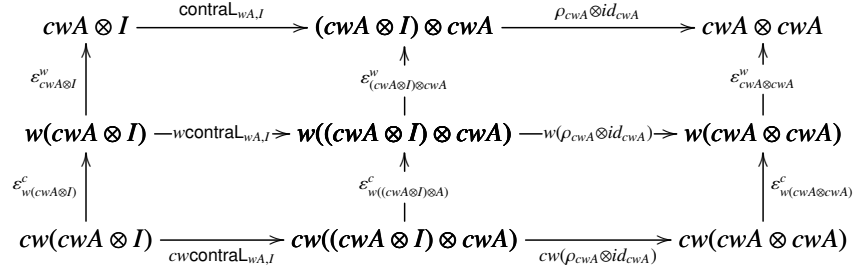 contraL_{wA,I} ρ_{cwA}⊗id_{cwA}
cwA ⊗ I (cwA ⊗ I) ⊗ cwA cwA ⊗ cwA
ε^w_{cwA⊗I} ε^w_{(cwA⊗I)⊗cwA} ε^w_{cwA⊗cwA}
w(cwA ⊗ I) wcontraL_{wA,I} w((cwA ⊗ I) ⊗ cwA) w(ρ_{cwA}⊗id_{cwA}) w(cwA ⊗ cwA)
ε^c_{w(cwA⊗I)} ε^c_{w((cwA⊗I)⊗A)} ε^c_{w(cwA⊗cwA)}
cw(cwA ⊗ I) cw((cwA ⊗ I) ⊗ cwA) cw(cwA ⊗ cwA)
cwcontraL_{wA,I} cw(ρ_{cwA}⊗id_{cwA})